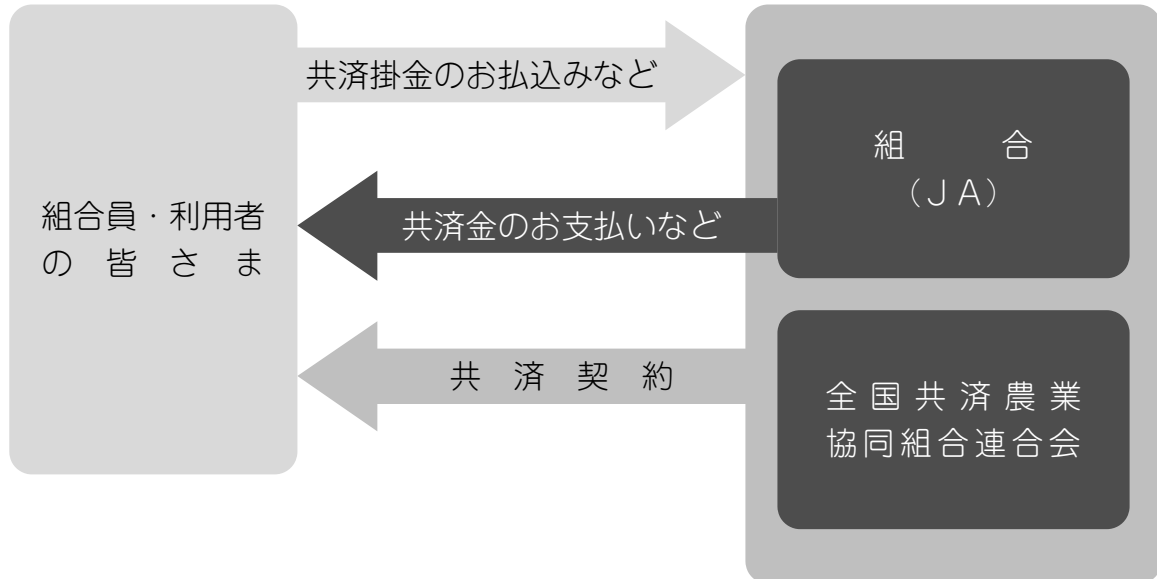 共済掛金のお払込みなど
組合
（ＪＡ）
組合員・利用者
の皆さま
共済金のお支払いなど
共済契約
全国共済農業
協同組合連合会